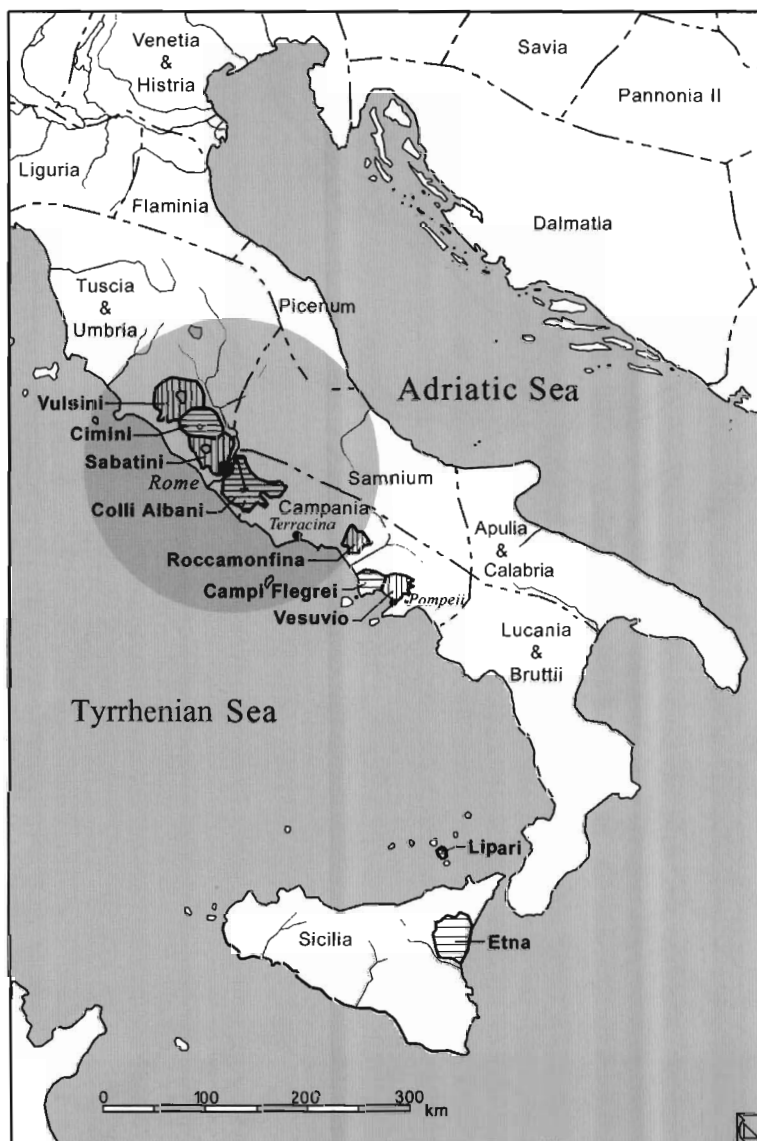 Venetia
&
Histria
Savia
Pannonia II
Liguria
Flaminia
Dalmatia
Tuscia
&
Umbria
Picenum
Adriatic Sea
Vulsini
Cimini
Sabatini
Rome
Samnium
Colli Albani
Campania
Terracina
Apulia
&
Calabria
Roccamonfina
Campi Flegrei
Pompeii
Vesuvio
Lucania
&
Bruttii
Tyrrhenian Sea
Lipari
Sicilia
Etna
0 100 200 300
km